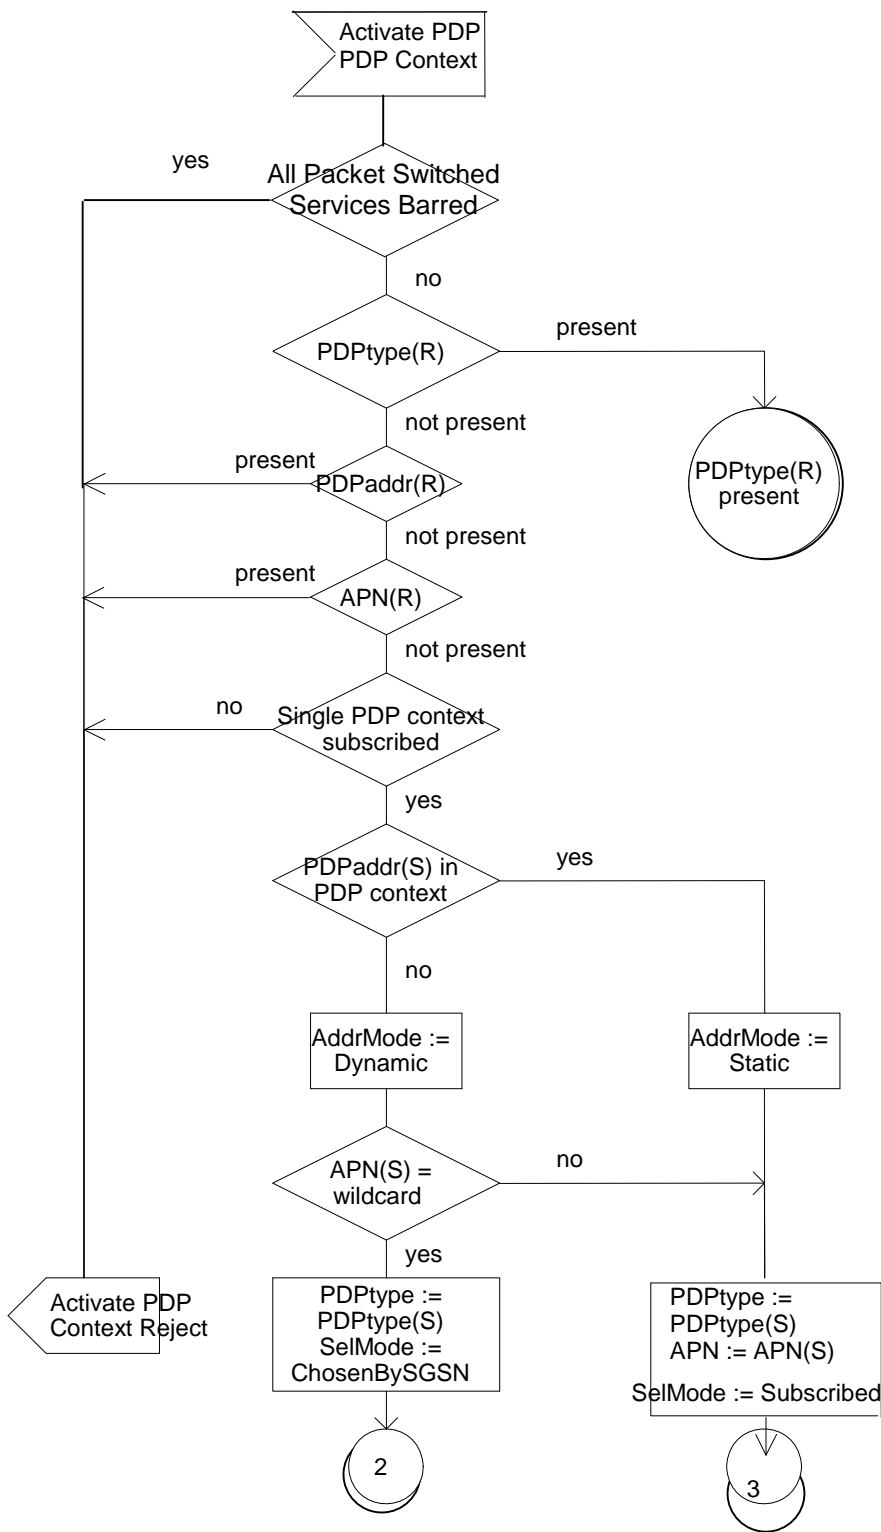 Activate PDP
PDP Context
yes
All Packet Switched
Services Barred
no
PDPtype(R)
present
not present
present
PDPaddr(R)
PDPtype(R)
present
not present
present
APN(R)
not present
no
Single PDP context
subscribed
yes
PDPaddr(S) in
PDP context
yes
no
AddrMode :=
Dynamic
AddrMode :=
Static
APN(S) =
wildcard
no
yes
Activate PDP
Context Reject
PDPtype :=
PDPtype(S)
SelMode :=
ChosenBySGSN
PDPtype :=
PDPtype(S)
APN := APN(S)
SelMode := Subscribed
2
3